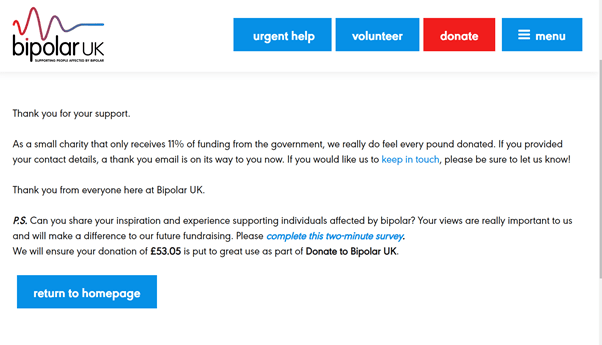 bipolar UK
SUPPORTING PEOPLE AFFECTED BY BIPOLAR
urgent help
volunteer
donate
menu
Thank you for your support.
As a small charity that only receives 11% of funding from the government, we really do feel every pound donated. If you provided
your contact details, a thank you email is on its way to you now. If you would like us to keep in touch, please be sure to let us know!
Thank you from everyone here at Bipolar UK.
P.S. Can you share your inspiration and experience supporting individuals affected by bipolar? Your views are really important to us
and will make a difference to our future fundraising. Please complete this two-minute survey.
We will ensure your donation of £53.05 is put to great use as part of Donate to Bipolar UK.
return to homepage